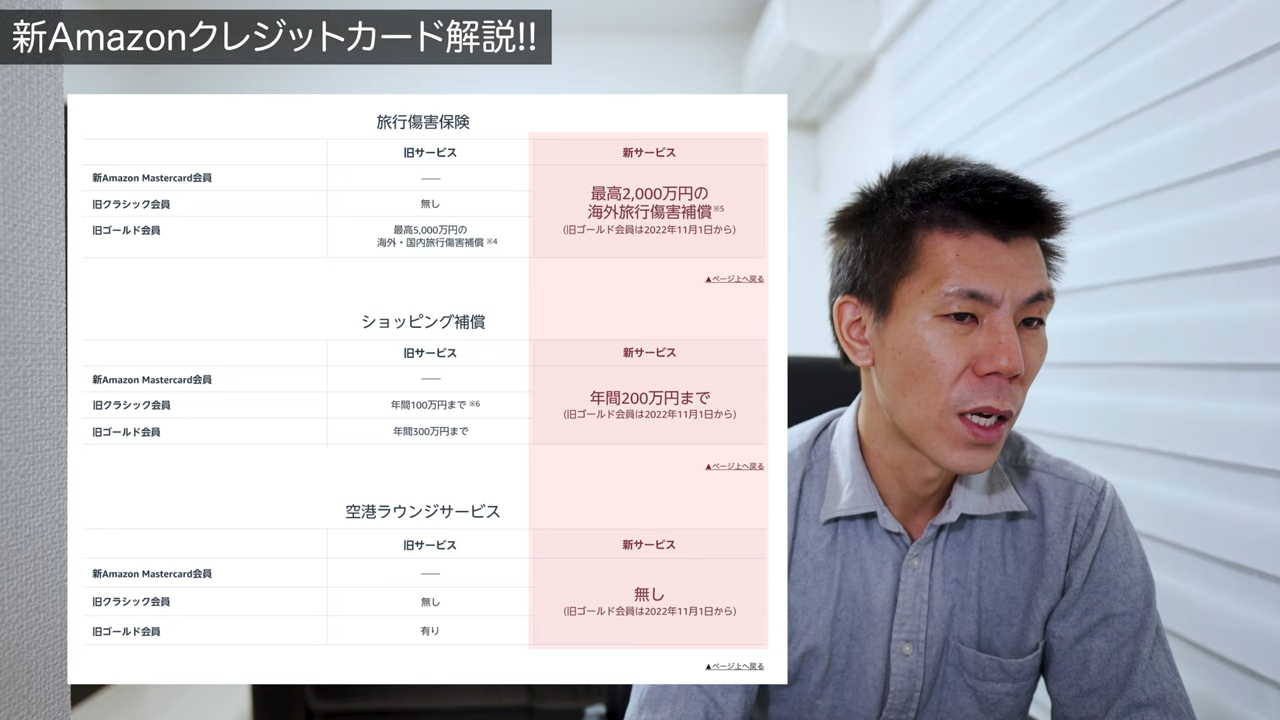 新Amazonクレジットカード解説!!
旅行傷害保険
旧サービス 新サービス
新Amazon Mastercard会員 ――
旧クラシック会員 無し
旧ゴールド会員 最高5,000万円の
海外・国内旅行傷害補償 ※4
最高2,000万円の
海外旅行傷害補償 ※5
(旧ゴールド会員は2022年11月1日から)
▲ページ上へ戻る
ショッピング補償
旧サービス 新サービス
新Amazon Mastercard会員 ――
旧クラシック会員 年間100万円まで ※6
旧ゴールド会員 年間300万円まで
年間200万円まで
(旧ゴールド会員は2022年11月1日から)
▲ページ上へ戻る
空港ラウンジサービス
旧サービス 新サービス
新Amazon Mastercard会員 ――
旧クラシック会員 無し
旧ゴールド会員 有り
無し
(旧ゴールド会員は2022年11月1日から)
▲ページ上へ戻る